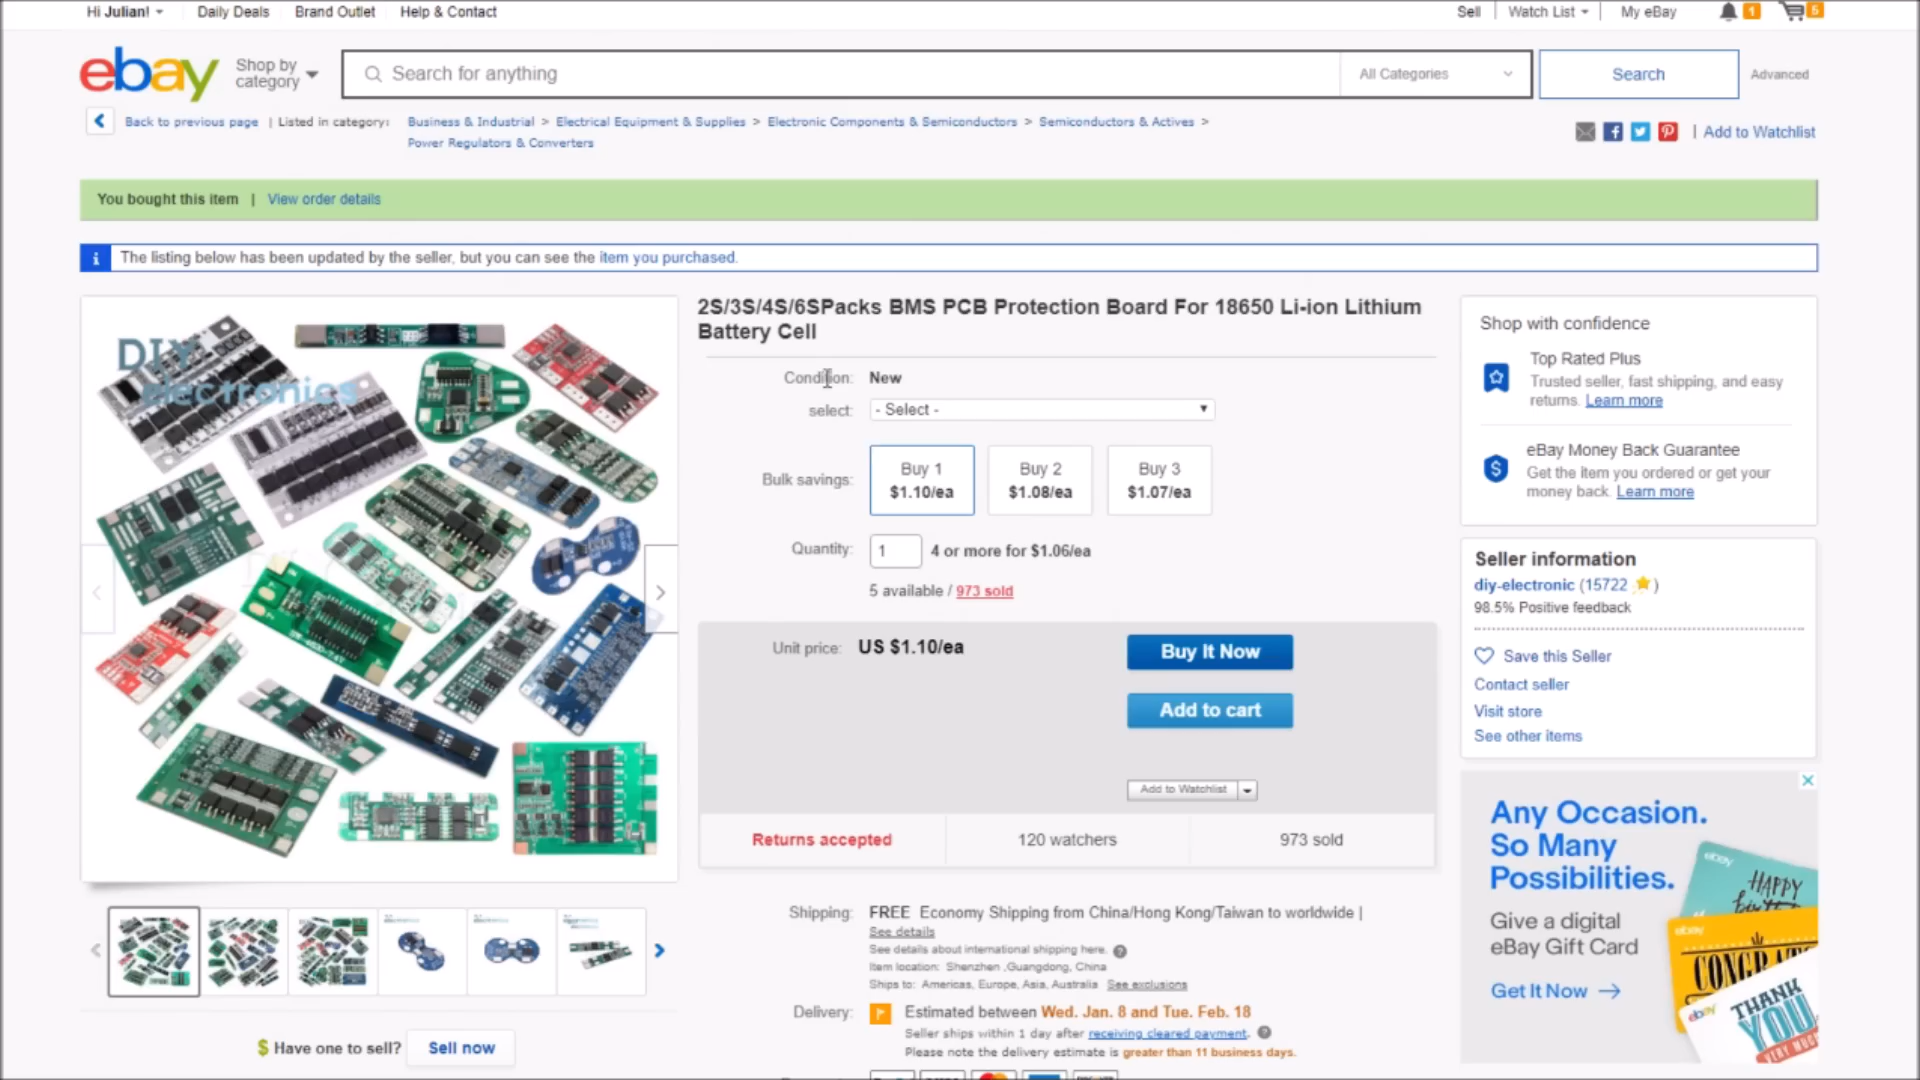 Hi Julian!
Daily Deals
Brand Outlet
Help & Contact
Sell
Watch List
My eBay
1
5
ebay
Shop by category
Search for anything
All Categories
Search
Advanced
Back to previous page | Listed in category:
Business & Industrial > Electrical Equipment & Supplies > Electronic Components & Semiconductors > Semiconductors & Actives >
Power Regulators & Converters
| Add to Watchlist
You bought this item | View order details
The listing below has been updated by the seller, but you can see the item you purchased.
DIY
electronics
2S/3S/4S/6SPacks BMS PCB Protection Board For 18650 Li-ion Lithium
Battery Cell
Condition: New
select: - Select -
Bulk savings:
Buy 1
$1.10/ea
Buy 2
$1.08/ea
Buy 3
$1.07/ea
Quantity: 1 4 or more for $1.06/ea
5 available / 973 sold
Unit price: US $1.10/ea
Buy It Now
Add to cart
Add to Watchlist
Returns accepted
120 watchers
973 sold
Shipping: FREE Economy Shipping from China/Hong Kong/Taiwan to worldwide |
See details
See details about international shipping here.
Item location: Shenzhen ,Guangdong, China
Ships to: Americas, Europe, Asia, Australia See exclusions
Delivery: Estimated between Wed. Jan. 8 and Tue. Feb. 18
Seller ships within 1 day after receiving cleared payment.
Please note the delivery estimate is greater than 11 business days.
$ Have one to sell? Sell now
Shop with confidence
Top Rated Plus
Trusted seller, fast shipping, and easy
returns. Learn more
eBay Money Back Guarantee
Get the item you ordered or get your
money back. Learn more
Seller information
diy-electronic (15722 )
98.5% Positive feedback
Save this Seller
Contact seller
Visit store
See other items
Any Occasion.
So Many
Possibilities.
Give a digital
eBay Gift Card
Get It Now →
ebay
HAPPY
ebay
ebay
THANK
YOU